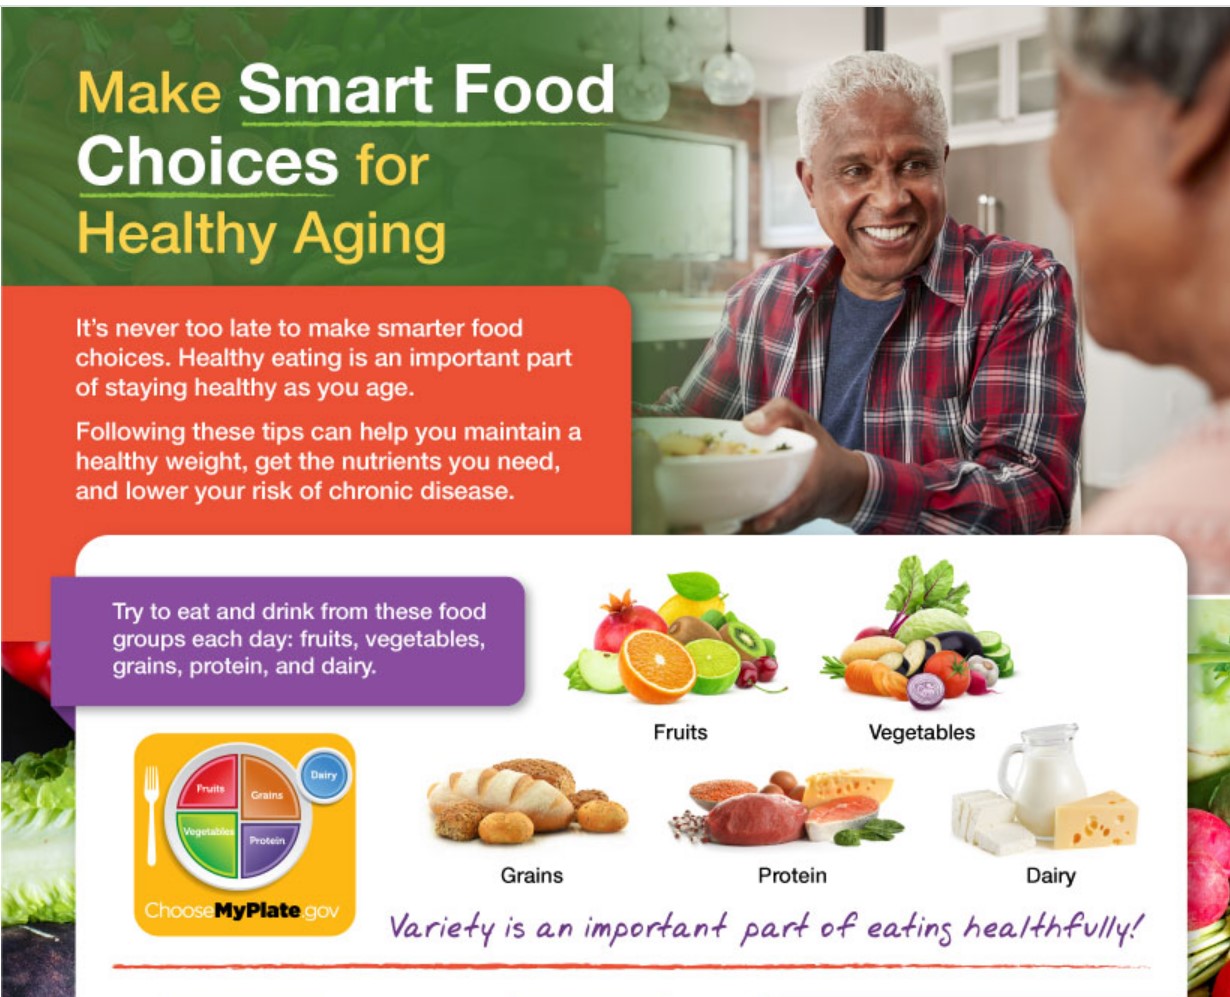 Make Smart Food
Choices for
Healthy Aging
It's never too late to make smarter food
choices. Healthy eating is an important part
of staying healthy as you age.
Following these tips can help you maintain a
healthy weight, get the nutrients you need,
and lower your risk of chronic disease.
Try to eat and drink from these food
groups each day: fruits, vegetables,
grains, protein, and dairy.
Fruits
Vegetables
Fruits
Grains
Dairy
Vegetables
Protein
ChooseMyPlate.gov
Grains
Protein
Dairy
Variety is an important part of eating healthfully!